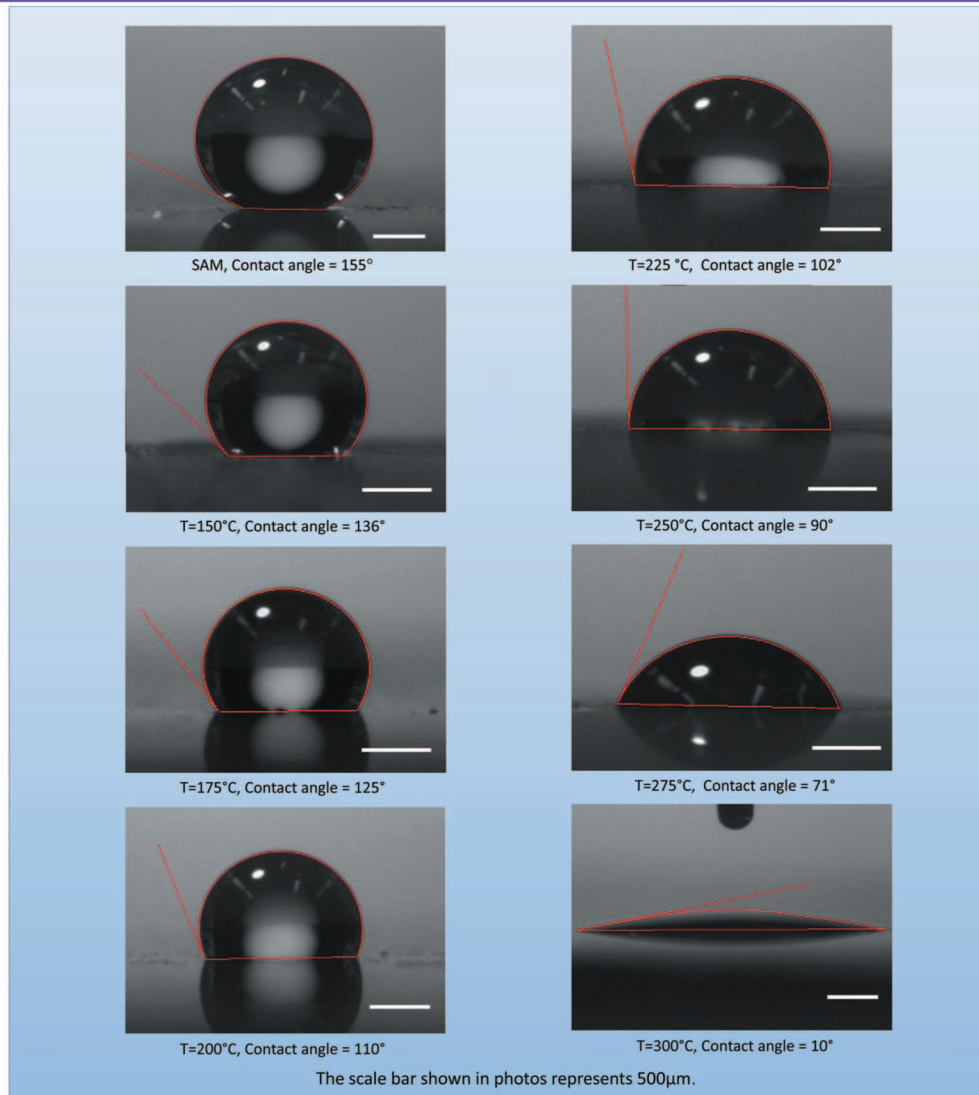 SAM, Contact angle = 155°
T=225 °C, Contact angle = 102°
T=150°C, Contact angle = 136°
T=250°C, Contact angle = 90°
T=175°C, Contact angle = 125°
T=275°C, Contact angle = 71°
T=200°C, Contact angle = 110°
T=300°C, Contact angle = 10°
The scale bar shown in photos represents 500μm.